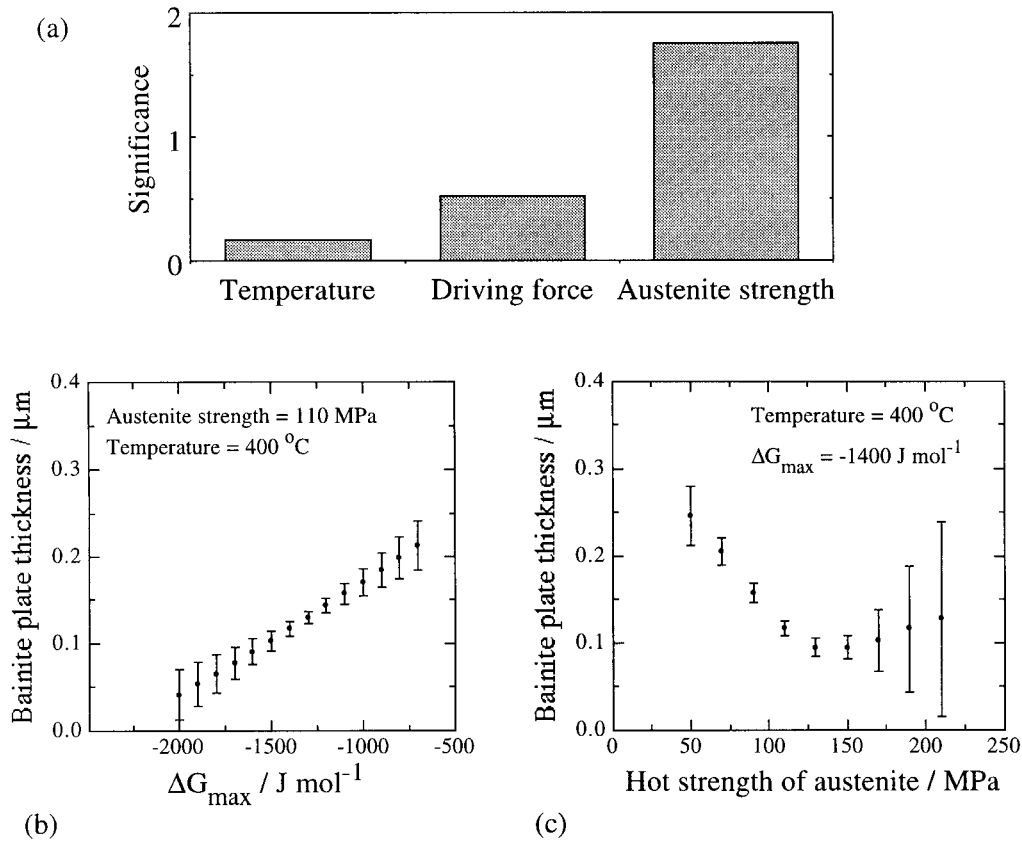 (a)
Significance
2
1
0
Temperature Driving force Austenite strength
Bainite plate thickness / μm
0.4
0.3
0.2
0.1
0.0
Austenite strength = 110 MPa
Temperature = 400 °C
-2000 -1500 -1000 -500
ΔGmax / J mol⁻¹
(b)
Bainite plate thickness / μm
0.4
0.3
0.2
0.1
0.0
Temperature = 400 °C
ΔGmax = -1400 J mol⁻¹
0 50 100 150 200 250
Hot strength of austenite / MPa
(c)